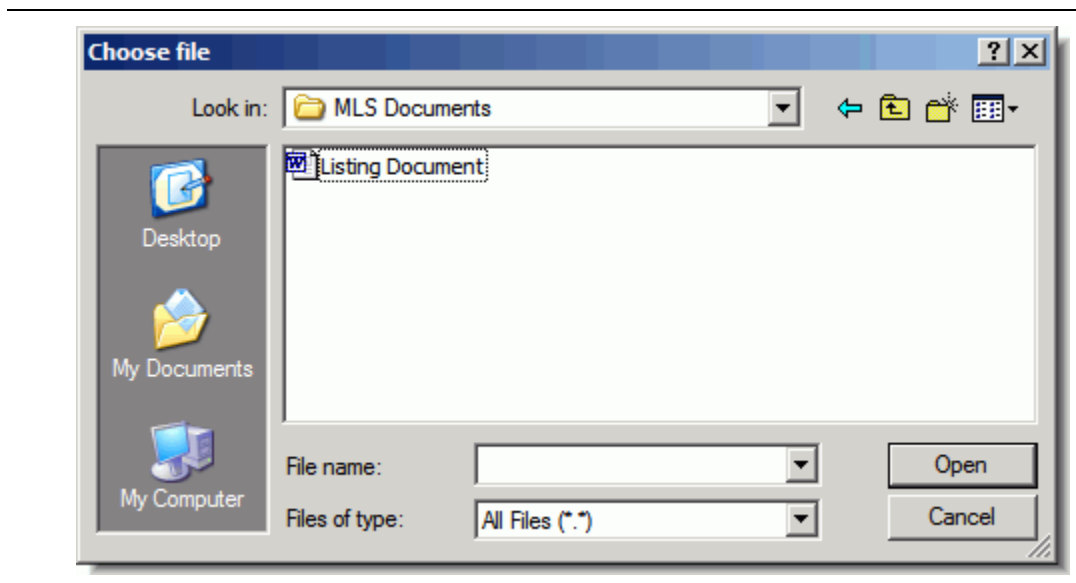 Choose file
Look in: MLS Documents
Listing Document
Desktop
My Documents
My Computer
File name:
Open
Files of type: All Files (*.*)
Cancel